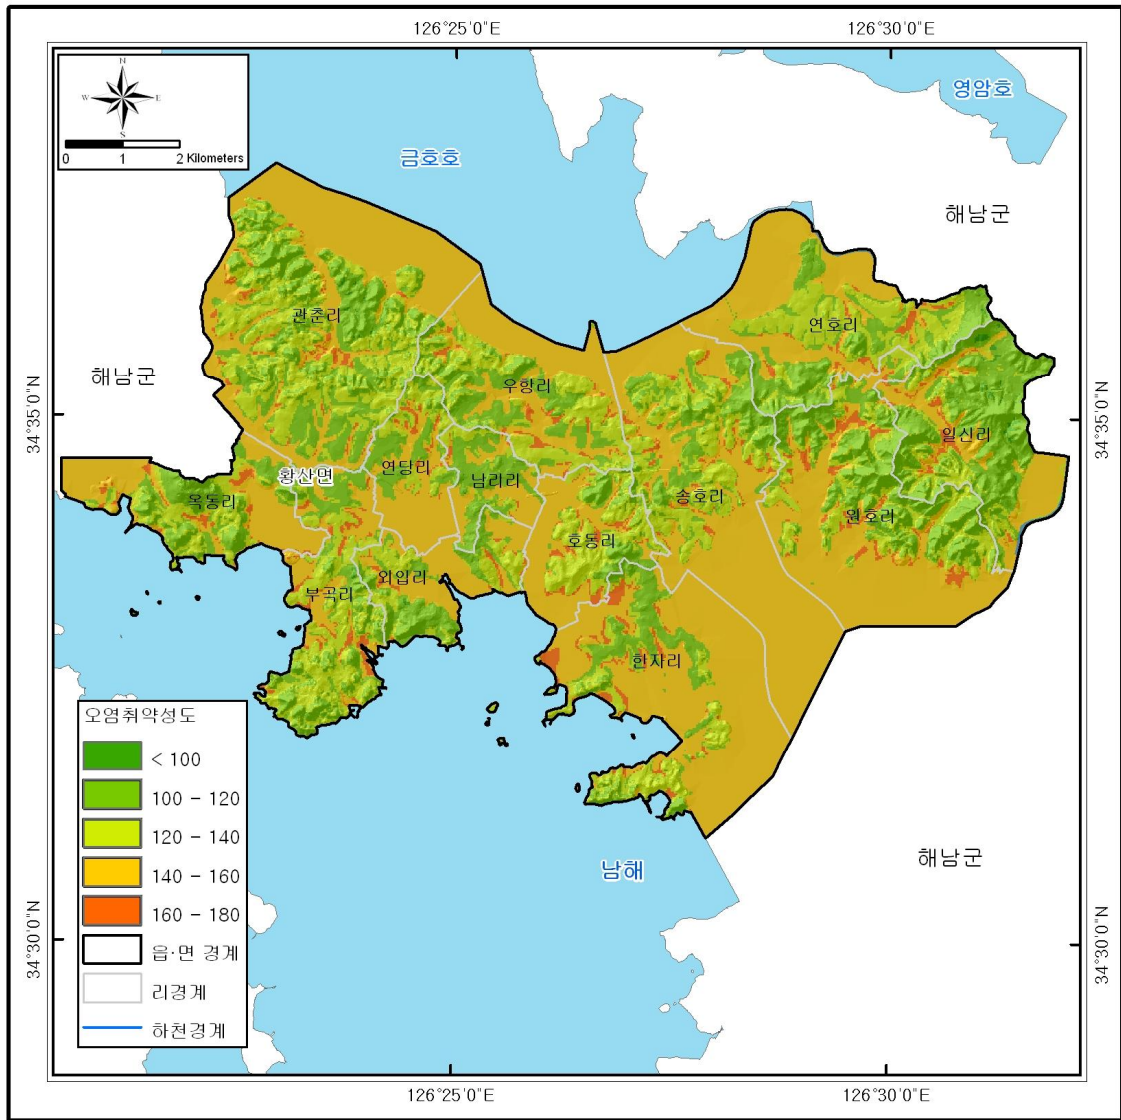 126°25'0"E
126°30'0"E
N
W
E
S
0 1 2 Kilometers
영암호
금호호
해남군
관춘리
연호리
해남군
우항리
34°35'0"N
34°35'0"N
일신리
황산면
연당리
남리리
옥동리
송호리
원호리
호동리
외입리
부곡리
한자리
오염취약성도
< 100
100 - 120
120 - 140
140 - 160
160 - 180
읍·면 경계
리경계
하천경계
해남군
남해
34°30'0"N
34°30'0"N
126°25'0"E
126°30'0"E